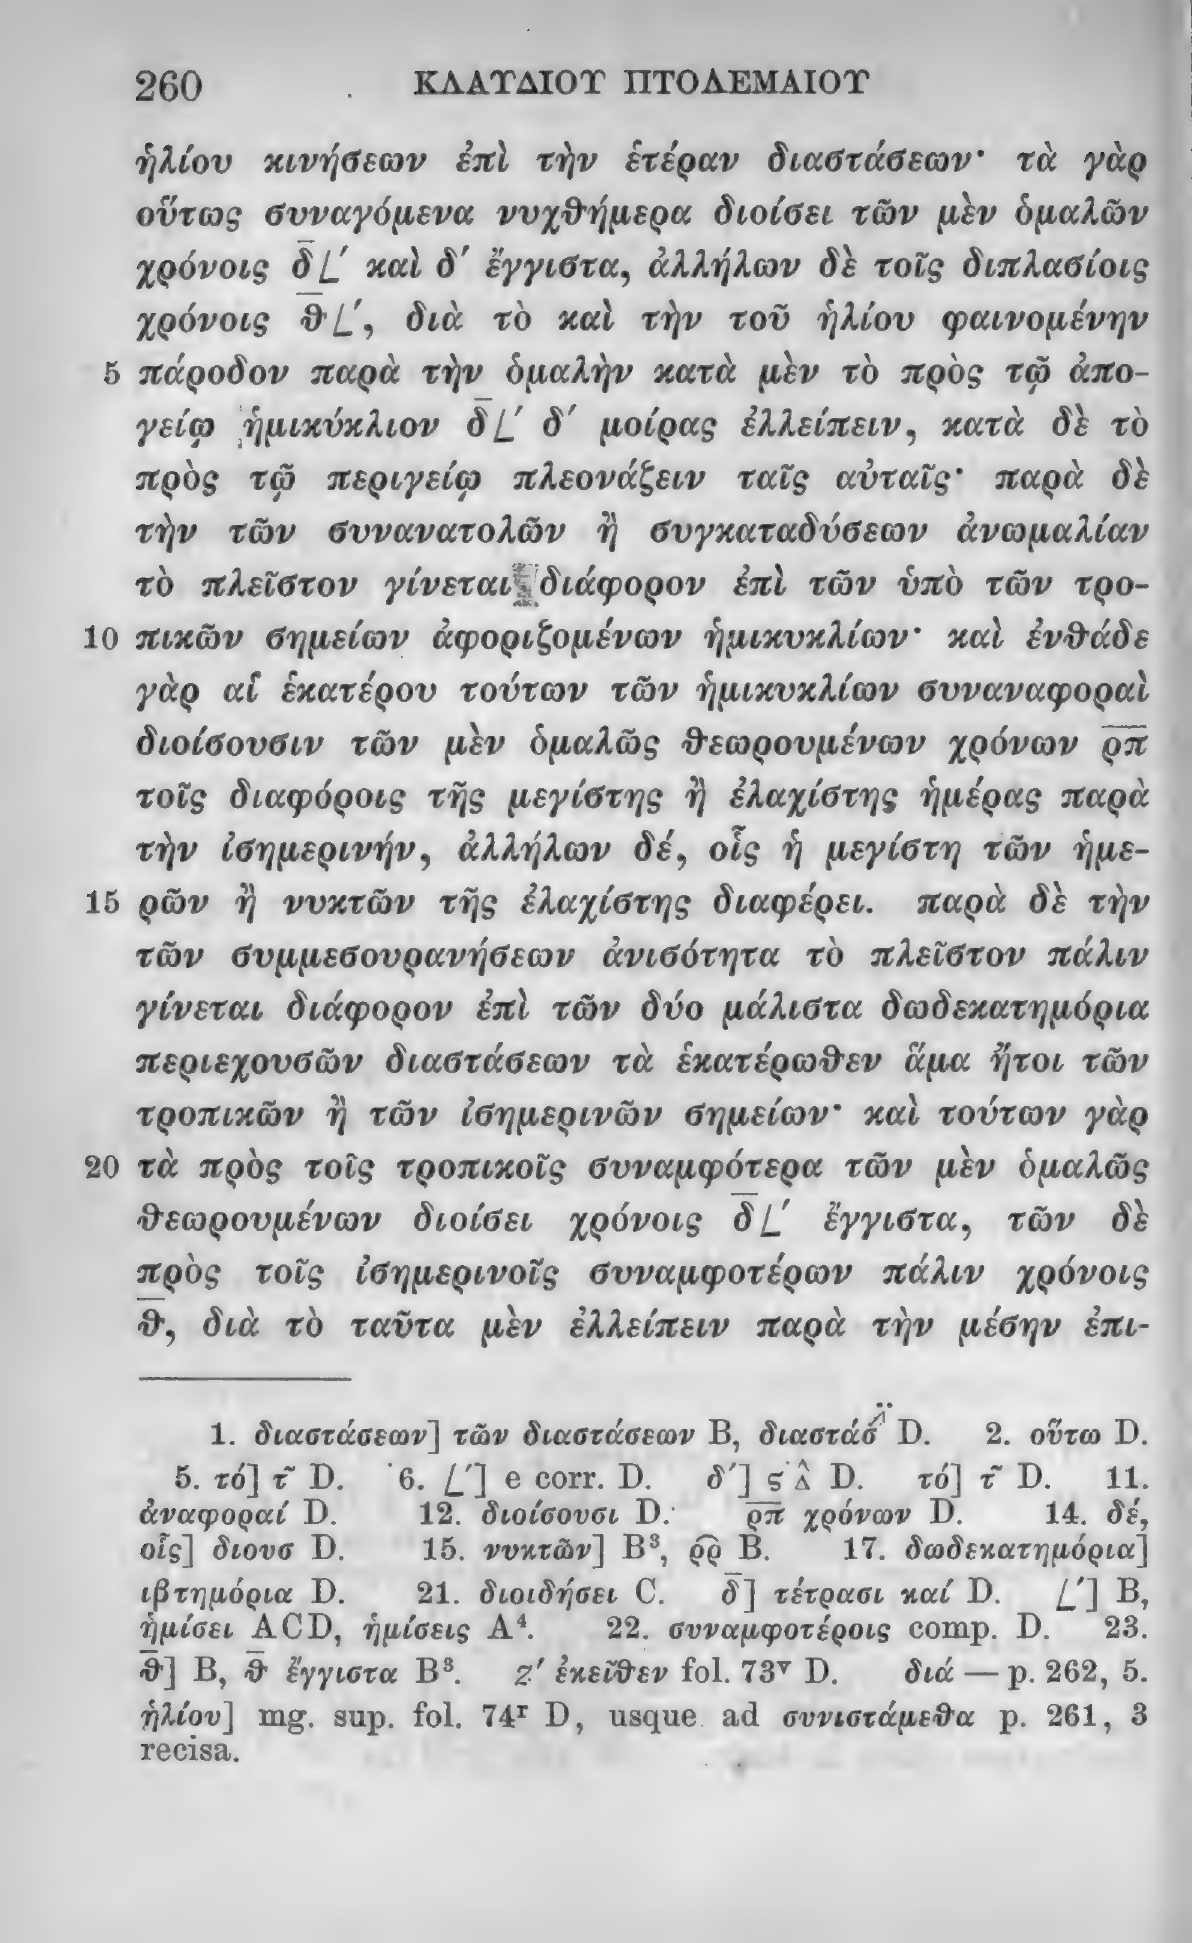 260 ΚΛΑΥΔΙΟΥ ΠΤΟΛΕΜΑΙΟΥ
ἡλίου κινήσεων ἐπὶ τὴν ἑτέραν διαστάσεων· τὰ γὰρ
οὕτως συναγόμενα νυχθήμερα διοίσει τῶν μὲν ὁμαλῶν
χρόνοις δ̄ 𐅵ʹ καὶ δʹ ἔγγιστα, ἀλλήλων δὲ τοῖς διπλασίοις
χρόνοις θ̄ 𐅵ʹ, διὰ τὸ καὶ τὴν τοῦ ἡλίου φαινομένην
5 πάροδον παρὰ τὴν ὁμαλὴν κατὰ μὲν τὸ πρὸς τῷ ἀπο-
γείῳ ἡμικύκλιον δ̄ 𐅵ʹ δʹ μοίρας ἐλλείπειν, κατὰ δὲ τὸ
πρὸς τῷ περιγείῳ πλεονάζειν ταῖς αὐταῖς· παρὰ δὲ
τὴν τῶν συνανατολῶν ἢ συγκαταδύσεων ἀνωμαλίαν
τὸ πλεῖστον γίνεται διάφορον ἐπὶ τῶν ὑπὸ τῶν τρο-
10 πικῶν σημείων ἀφοριζομένων ἡμικυκλίων· καὶ ἐνθάδε
γὰρ αἱ ἑκατέρου τούτων τῶν ἡμικυκλίων συναναφοραὶ
διοίσουσιν τῶν μὲν ὁμαλῶς θεωρουμένων χρόνων ρ̄π̄
τοῖς διαφόροις τῆς μεγίστης ἢ ἐλαχίστης ἡμέρας παρὰ
τὴν ἰσημερινήν, ἀλλήλων δέ, οἷς ἡ μεγίστη τῶν ἡμε-
15 ρῶν ἢ νυκτῶν τῆς ἐλαχίστης διαφέρει. παρὰ δὲ τὴν
τῶν συμμεσουρανήσεων ἀνισότητα τὸ πλεῖστον πάλιν
γίνεται διάφορον ἐπὶ τῶν δύο μάλιστα δωδεκατημόρια
περιεχουσῶν διαστάσεων τὰ ἑκατέρωθεν ἅμα ἤτοι τῶν
τροπικῶν ἢ τῶν ἰσημερινῶν σημείων· καὶ τούτων γὰρ
20 τὰ πρὸς τοῖς τροπικοῖς συναμφότερα τῶν μὲν ὁμαλῶς
θεωρουμένων διοίσει χρόνοις δ̄ 𐅵ʹ ἔγγιστα, τῶν δὲ
πρὸς τοῖς ἰσημερινοῖς συναμφοτέρων πάλιν χρόνοις
θ̄, διὰ τὸ ταῦτα μὲν ἐλλείπειν παρὰ τὴν μέσην ἐπι-
1. διαστάσεων] τῶν διαστάσεων B, D. 2. οὕτω D.
5. τό] τ῀ D. 6. 𐅵ʹ] e corr. D. δʹ] D. τό] τ῀ D. 11.
ἀναφοραί D. 12. διοίσουσι D. ρ̄π̄ χρόνων D. 14. δέ,
οἷς] διουσ D. 15. νυκτῶν] B³, B. 17. δωδεκατημόρια]
ιβτημόρια D. 21. διοιδήσει C. δ̄] τέτρασι καί D. 𐅵ʹ] B,
ἡμίσει ACD, ἡμίσεις A⁴. 22. συναμφοτέροις comp. D. 23.
θ̄] B, θ̄ ἔγγιστα B³. ἐκεῖθεν fol. 73ᵛ D. διά — p. 262, 5.
ἡλίου] mg. sup. fol. 74ʳ D, usque ad συνιστάμεθα p. 261, 3
recisa.